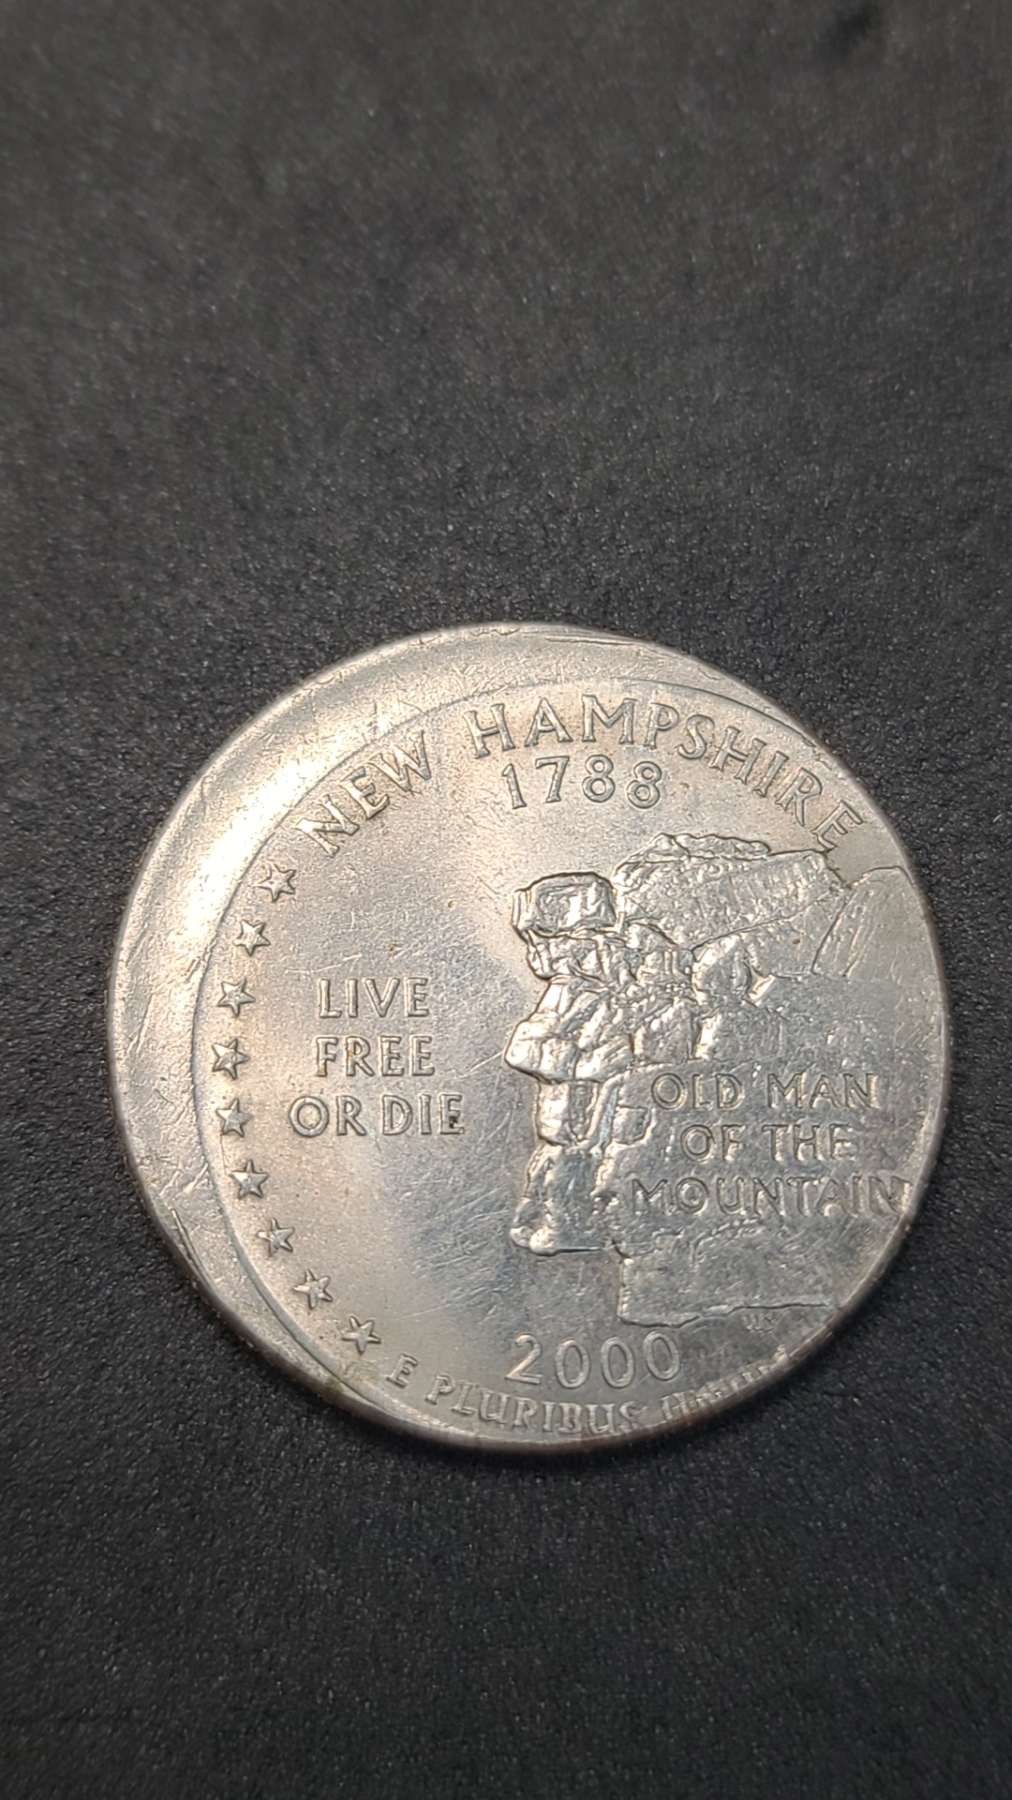 NEW HAMPSHIRE
1788
LIVE
FREE
OR DIE
OLD MAN
OF THE
MOUNTAIN
2000
E PLURIBUS